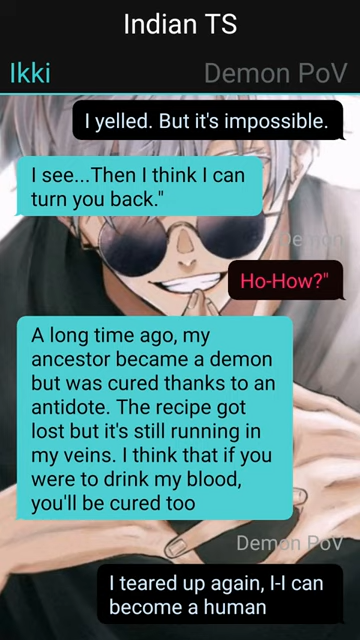 Indian TS
Ikki
Demon PoV
I yelled. But it's impossible.
I see...Then I think I can
turn you back."
Demon
Ho-How?"
A long time ago, my
ancestor became a demon
but was cured thanks to an
antidote. The recipe got
lost but it's still running in
my veins. I think that if you
were to drink my blood,
you'll be cured too
Demon PoV
I teared up again, I-I can
become a human